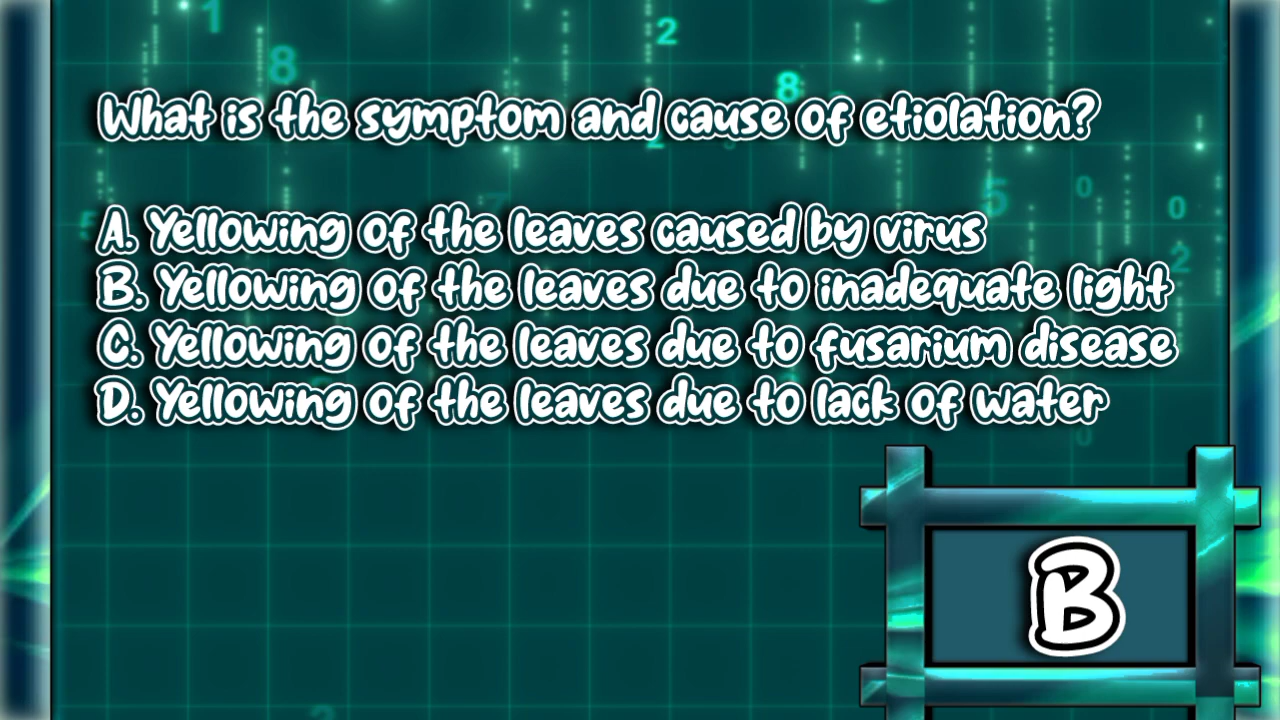 What is the symptom and cause of etiolation?
A. Yellowing of the leaves caused by virus
B. Yellowing of the leaves due to inadequate light
C. Yellowing of the leaves due to fusarium disease
D. Yellowing of the leaves due to lack of water
B